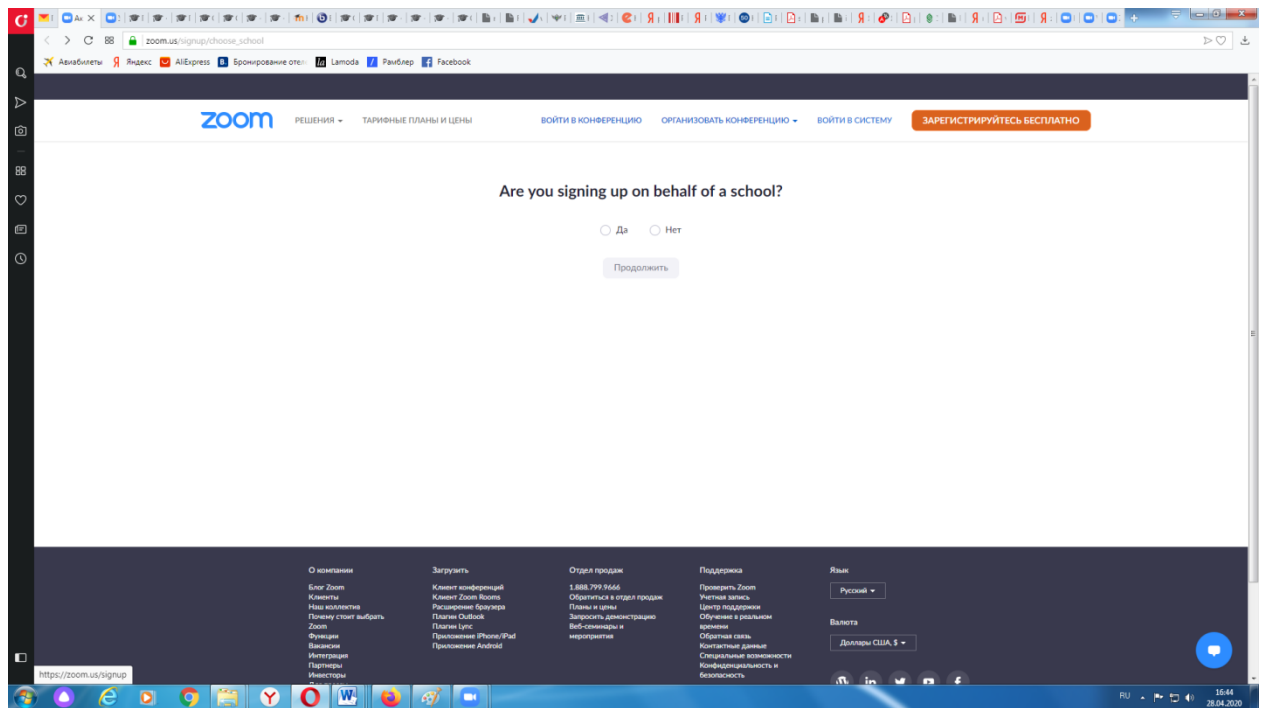 zoom.us/signup/choose_school
Авиабилеты Яндекс AliExpress Бронирование отел Lamoda Рамблер Facebook
zoom РЕШЕНИЯ ТАРИФНЫЕ ПЛАНЫ И ЦЕНЫ ВОЙТИ В КОНФЕРЕНЦИЮ ОРГАНИЗОВАТЬ КОНФЕРЕНЦИЮ ВОЙТИ В СИСТЕМУ ЗАРЕГИСТРИРУЙТЕСЬ БЕСПЛАТНО
Are you signing up on behalf of a school?
Да Нет
Продолжить
О компании
Блог Zoom
Клиенты
Наш коллектив
Почему стоит выбрать
Zoom
Функции
Вакансии
Интеграция
Партнеры
Инвесторы
Загрузить
Клиент конференций
Клиент Zoom Rooms
Расширение браузера
Плагин Outlook
Плагин Lync
Приложение iPhone/iPad
Приложение Android
Отдел продаж
1.888.799.9666
Обратиться в отдел продаж
Планы и цены
Запросить демонстрацию
Веб-семинары и
мероприятия
Поддержка
Проверить Zoom
Учетная запись
Центр поддержки
Обучение в реальном
времени
Обратная связь
Контактные данные
Специальные возможности
Конфиденциальность и
безопасность
Язык
Русский
Валюта
Доллары США, $
https://zoom.us/signup
RU
16:44
28.04.2020